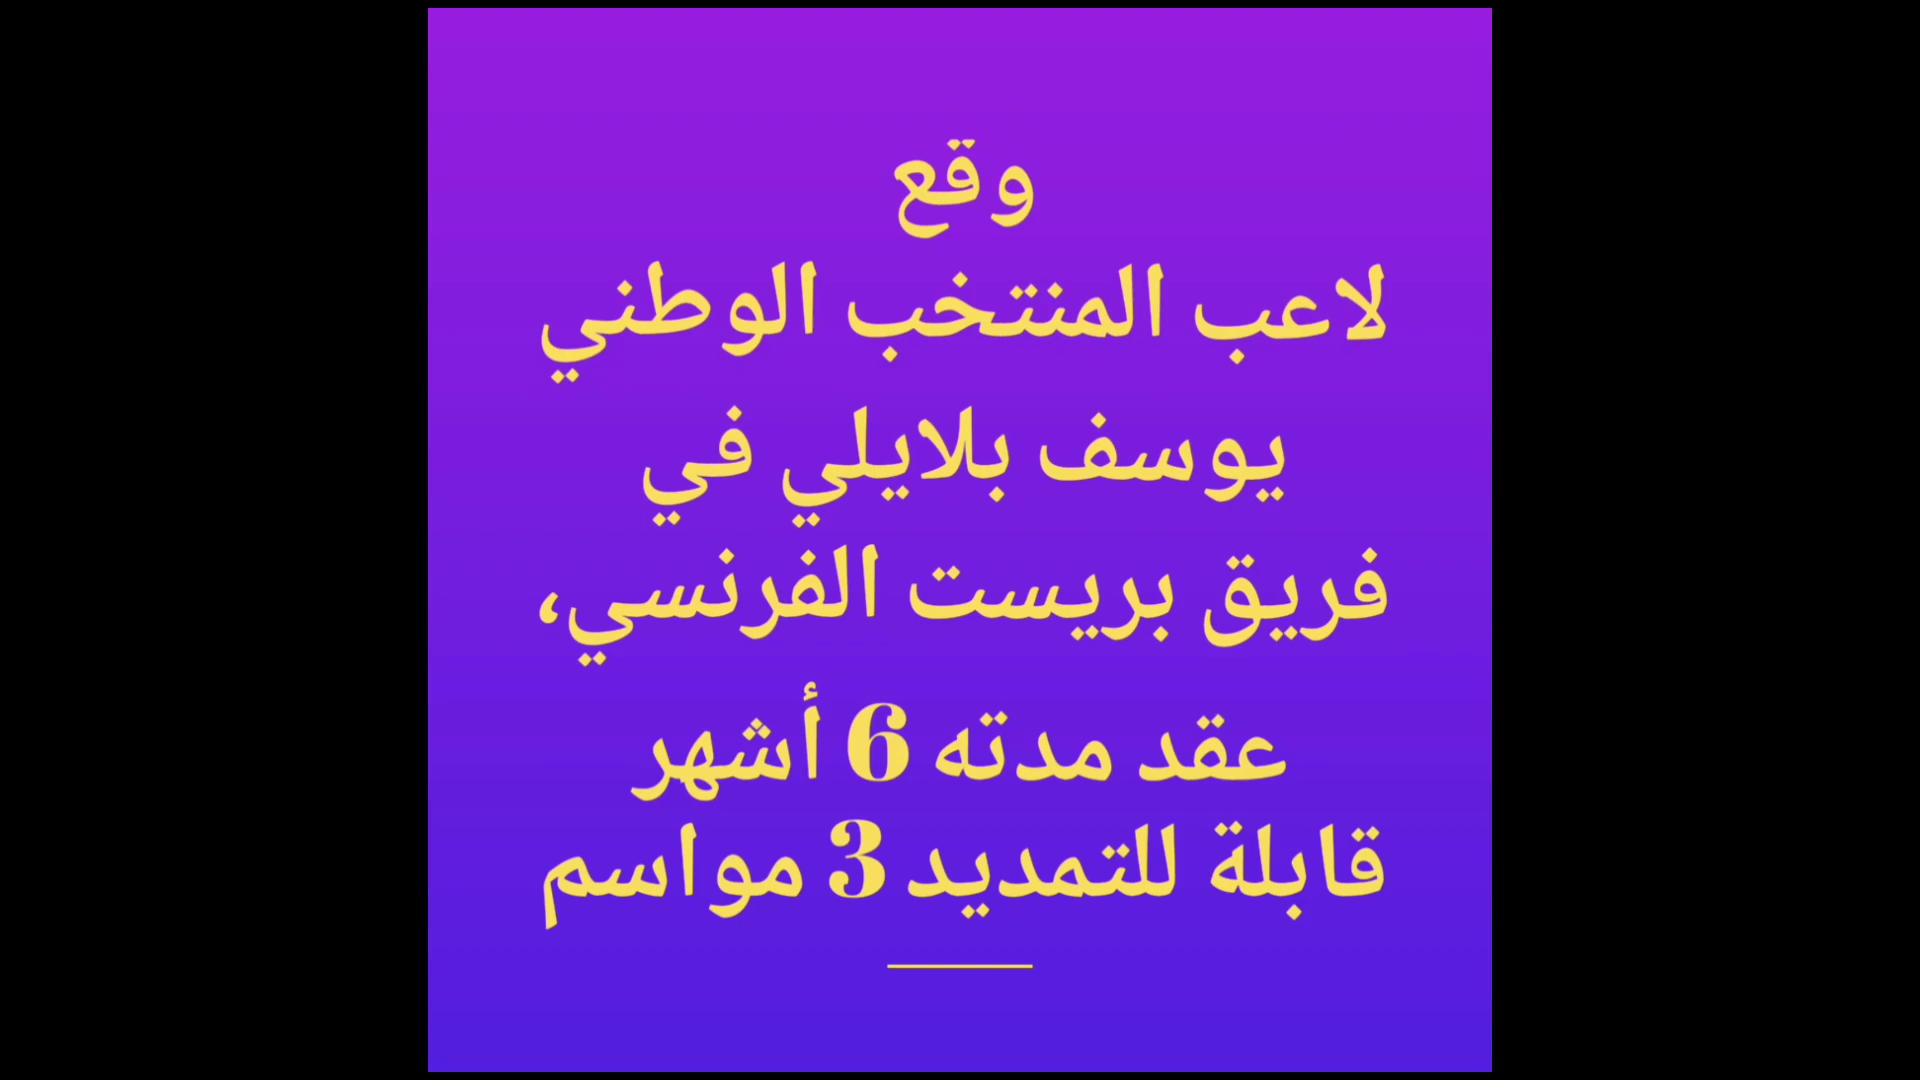 وقع
لاعب المنتخب الوطني
يوسف بلايلي في
فريق بريست الفرنسي،
عقد مدته 6 أشهر
قابلة للتمديد 3 مواسم